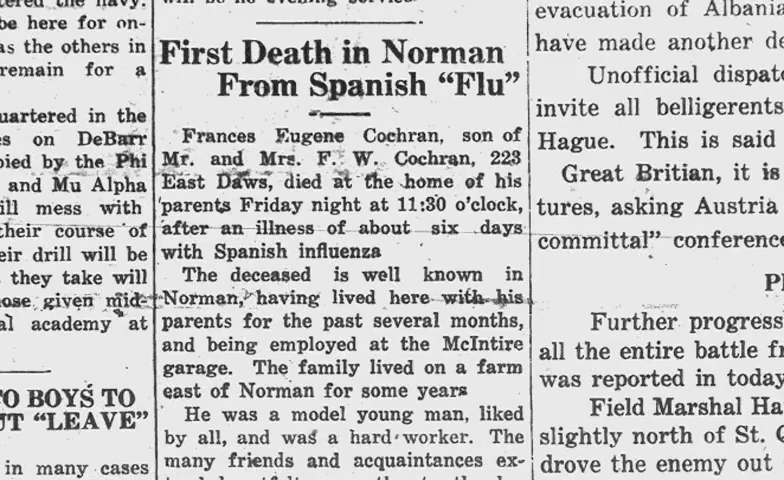 be here for on-
as the others in
remain for a
quartered in the
es on DeBarr
pied by the Phi
and Mu Alpha
ill mess with
their course of
eir drill will be
they take will
hose given mid-
al academy at
TO BOYS TO
UT “LEAVE”
in many cases
First Death in Norman
From Spanish “Flu”
Frances Eugene Cochran, son of
Mr. and Mrs. F. W. Cochran, 223
East Daws, died at the home of his
parents Friday night at 11:30 o'clock,
after an illness of about six days
with Spanish influenza
The deceased is well known in
Norman, having lived here with his
parents for the past several months,
and being employed at the McIntire
garage. The family lived on a farm
east of Norman for some years
He was a model young man, liked
by all, and was a hard worker. The
many friends and acquaintances ex-
evacuation of Albania
have made another de
Unofficial dispatc
invite all belligerents
Hague. This is said
Great Britian, it is
tures, asking Austria
committal” conference
Further progress
all the entire battle fr
was reported in today
Field Marshal Ha
slightly north of St. Q
drove the enemy out